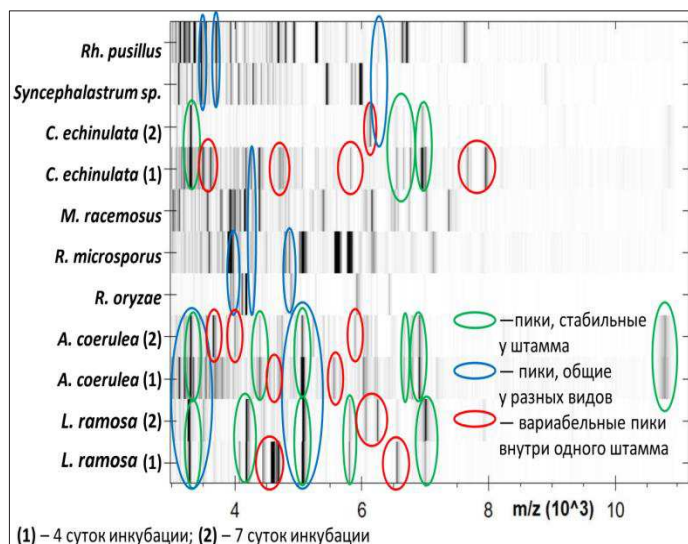 Rh. pusillus
Syncephalastrum sp.
C. echinulata (2)
C. echinulata (1)
M. racemosus
R. microsporus
R. oryzae
A. coerulea (2)
A. coerulea (1)
L. ramosa (2)
L. ramosa (1)
—пики, стабильные
у штамма
— пики, общие
у разных видов
— вариабельные пики
внутри одного штамма
4 6 8 10
m/z (10^3)
(1) – 4 суток инкубации; (2) – 7 суток инкубации